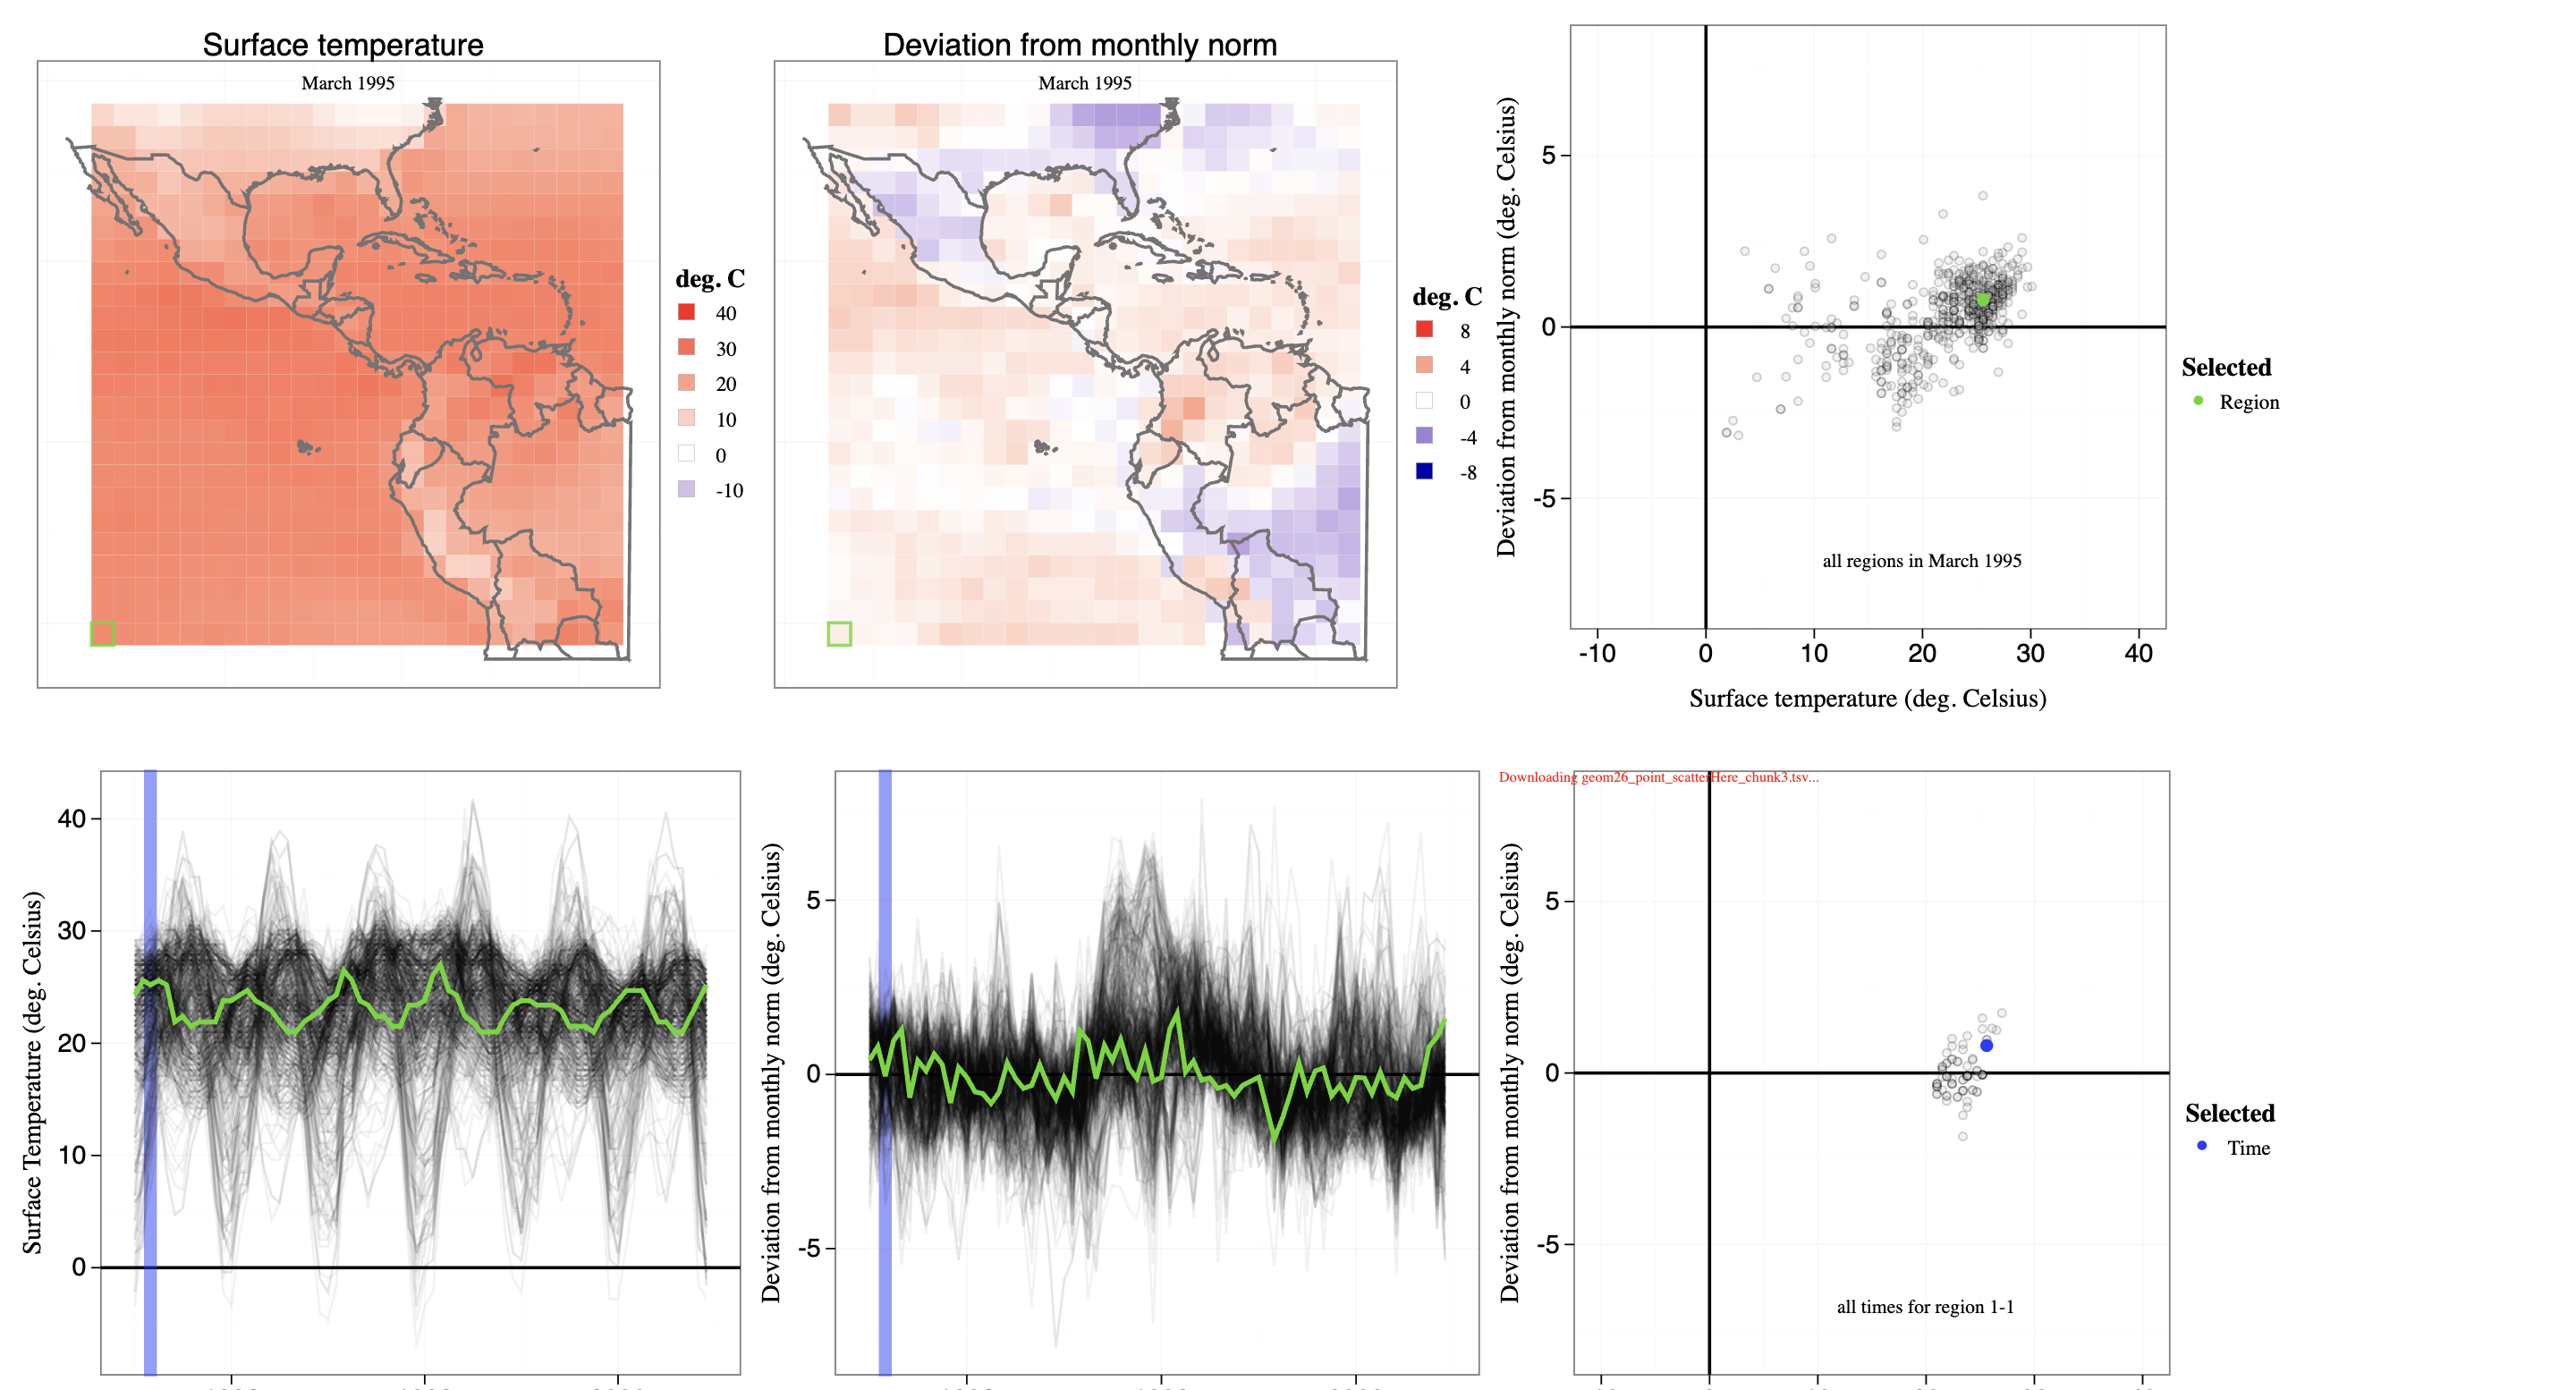 Surface temperature
March 1995
deg. C
40
30
20
10
0
-10
Deviation from monthly norm
March 1995
deg. C
8
4
0
-4
-8
Deviation from monthly norm (deg. Celsius)
5
0
-5
all regions in March 1995
-10 0 10 20 30 40
Surface temperature (deg. Celsius)
Selected
Region
Surface Temperature (deg. Celsius)
40
30
20
10
0
Deviation from monthly norm (deg. Celsius)
5
0
-5
Downloading geom26_point_scatterHere_chunk3.tsv...
Deviation from monthly norm (deg. Celsius)
5
0
-5
all times for region 1-1
Selected
Time